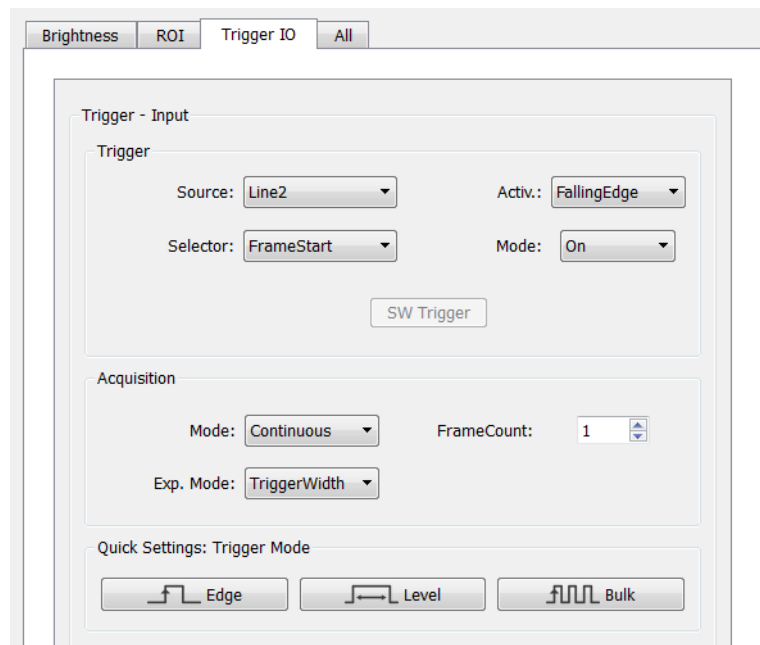 Brightness ROI Trigger IO All
Trigger - Input
Trigger
Source: Line2 Activ.: FallingEdge
Selector: FrameStart Mode: On
SW Trigger
Acquisition
Mode: Continuous FrameCount: 1
Exp. Mode: TriggerWidth
Quick Settings: Trigger Mode
Edge Level Bulk